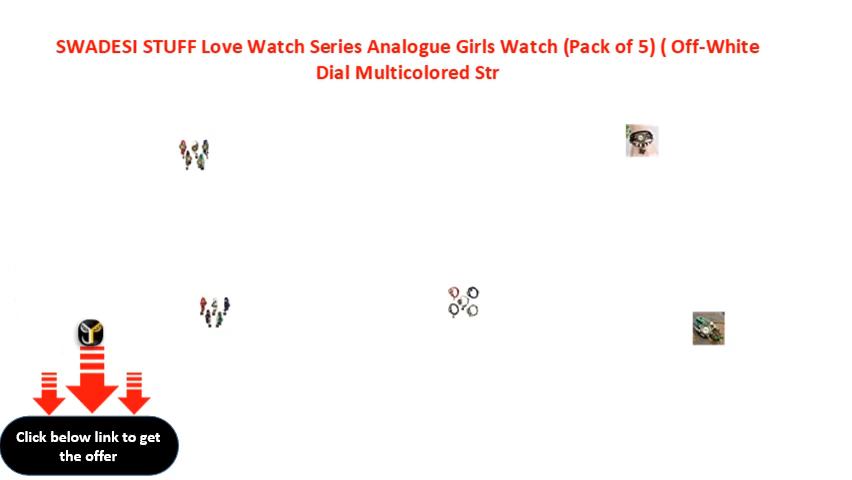 SWADESI STUFF Love Watch Series Analogue Girls Watch (Pack of 5) ( Off-White
Dial Multicolored Str
Click below link to get
the offer